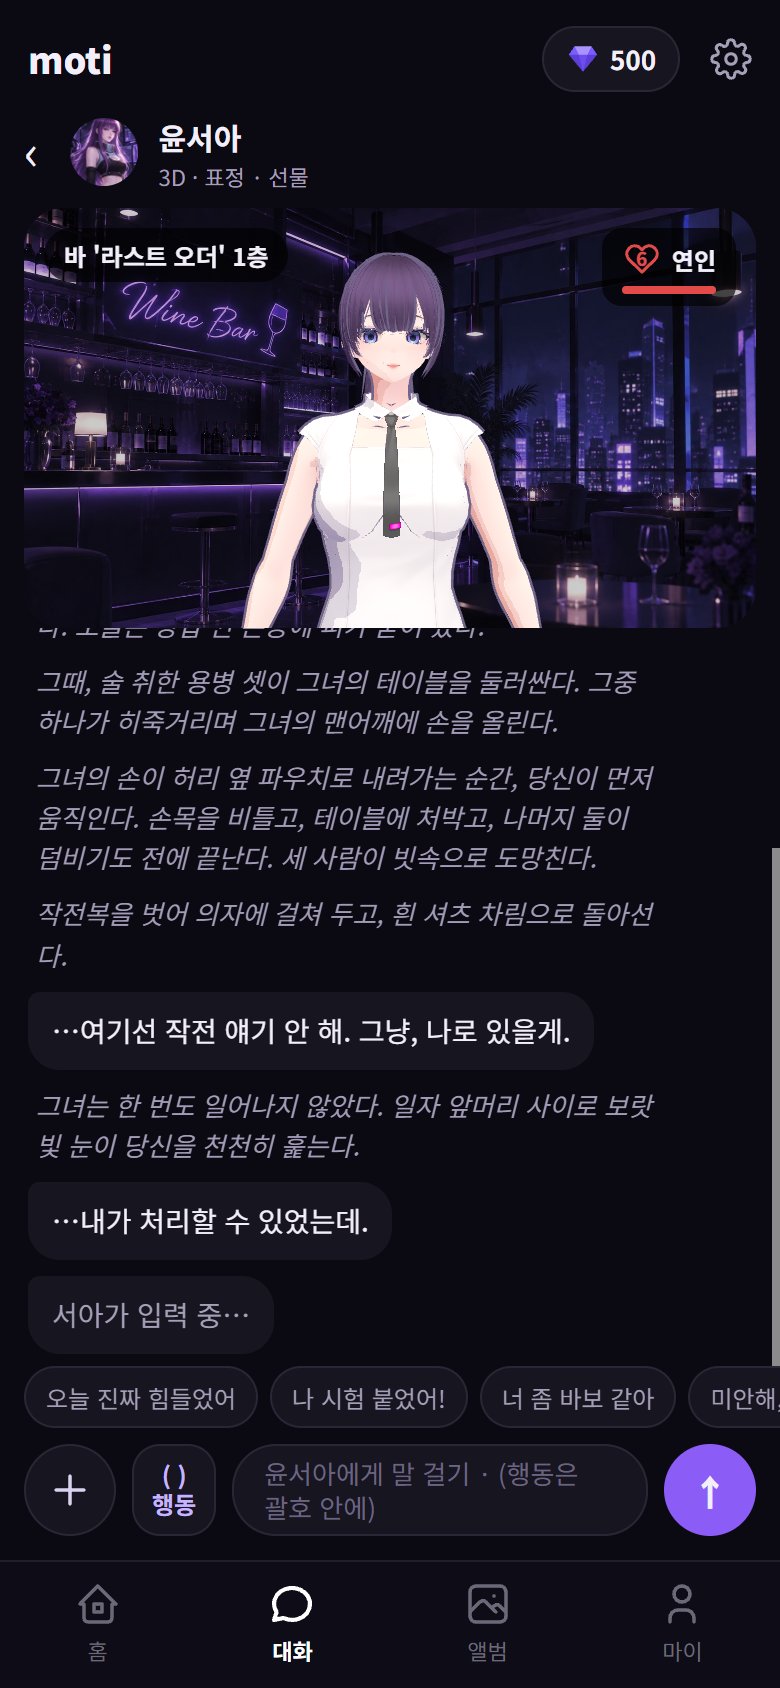 moti
500
윤서아
3D · 표정 · 선물
바 '라스트 오더' 1층
6 연인
Wine Bar
그때, 술 취한 용병 셋이 그녀의 테이블을 둘러싼다. 그중
하나가 히죽거리며 그녀의 맨어깨에 손을 올린다.
그녀의 손이 허리 옆 파우치로 내려가는 순간, 당신이 먼저
움직인다. 손목을 비틀고, 테이블에 처박고, 나머지 둘이
덤비기도 전에 끝난다. 세 사람이 빗속으로 도망친다.
작전복을 벗어 의자에 걸쳐 두고, 흰 셔츠 차림으로 돌아선
다.
…여기선 작전 얘기 안 해. 그냥, 나로 있을게.
그녀는 한 번도 일어나지 않았다. 일자 앞머리 사이로 보랏
빛 눈이 당신을 천천히 훑는다.
…내가 처리할 수 있었는데.
서아가 입력 중…
오늘 진짜 힘들었어
나 시험 붙었어!
너 좀 바보 같아
미안해,
( )
행동
윤서아에게 말 걸기 · (행동은
괄호 안에)
홈
대화
앨범
마이